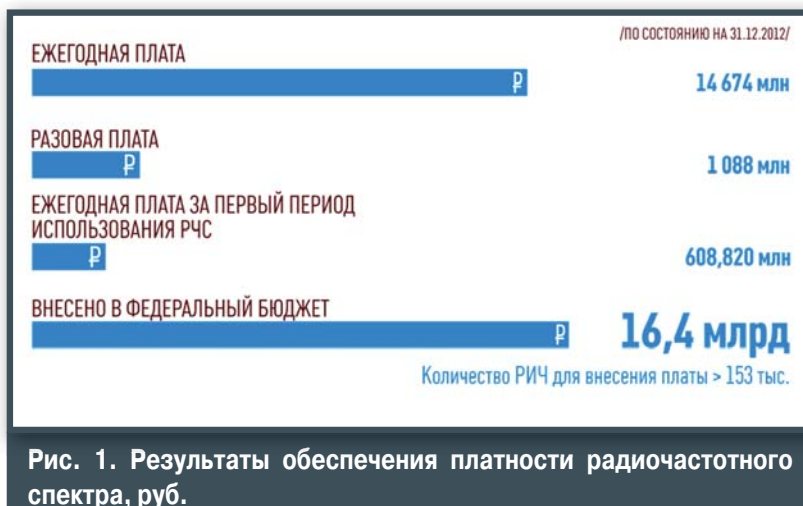 /ПО СОСТОЯНИЮ НА 31.12.2012/
ЕЖЕГОДНАЯ ПЛАТА
₽
14 674 млн
РАЗОВАЯ ПЛАТА
₽
1 088 млн
ЕЖЕГОДНАЯ ПЛАТА ЗА ПЕРВЫЙ ПЕРИОД
ИСПОЛЬЗОВАНИЯ РЧС
₽
608,820 млн
ВНЕСЕНО В ФЕДЕРАЛЬНЫЙ БЮДЖЕТ
₽
16,4 млрд
Количество РИЧ для внесения платы > 153 тыс.
Рис. 1. Результаты обеспечения платности радиочастотного
спектра, руб.